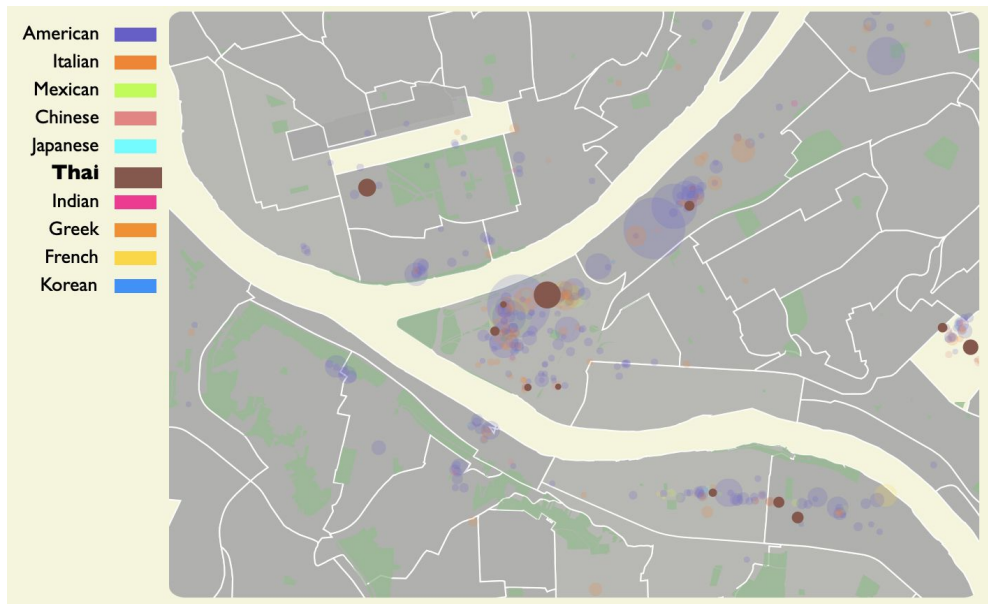 American
Italian
Mexican
Chinese
Japanese
Thai
Indian
Greek
French
Korean